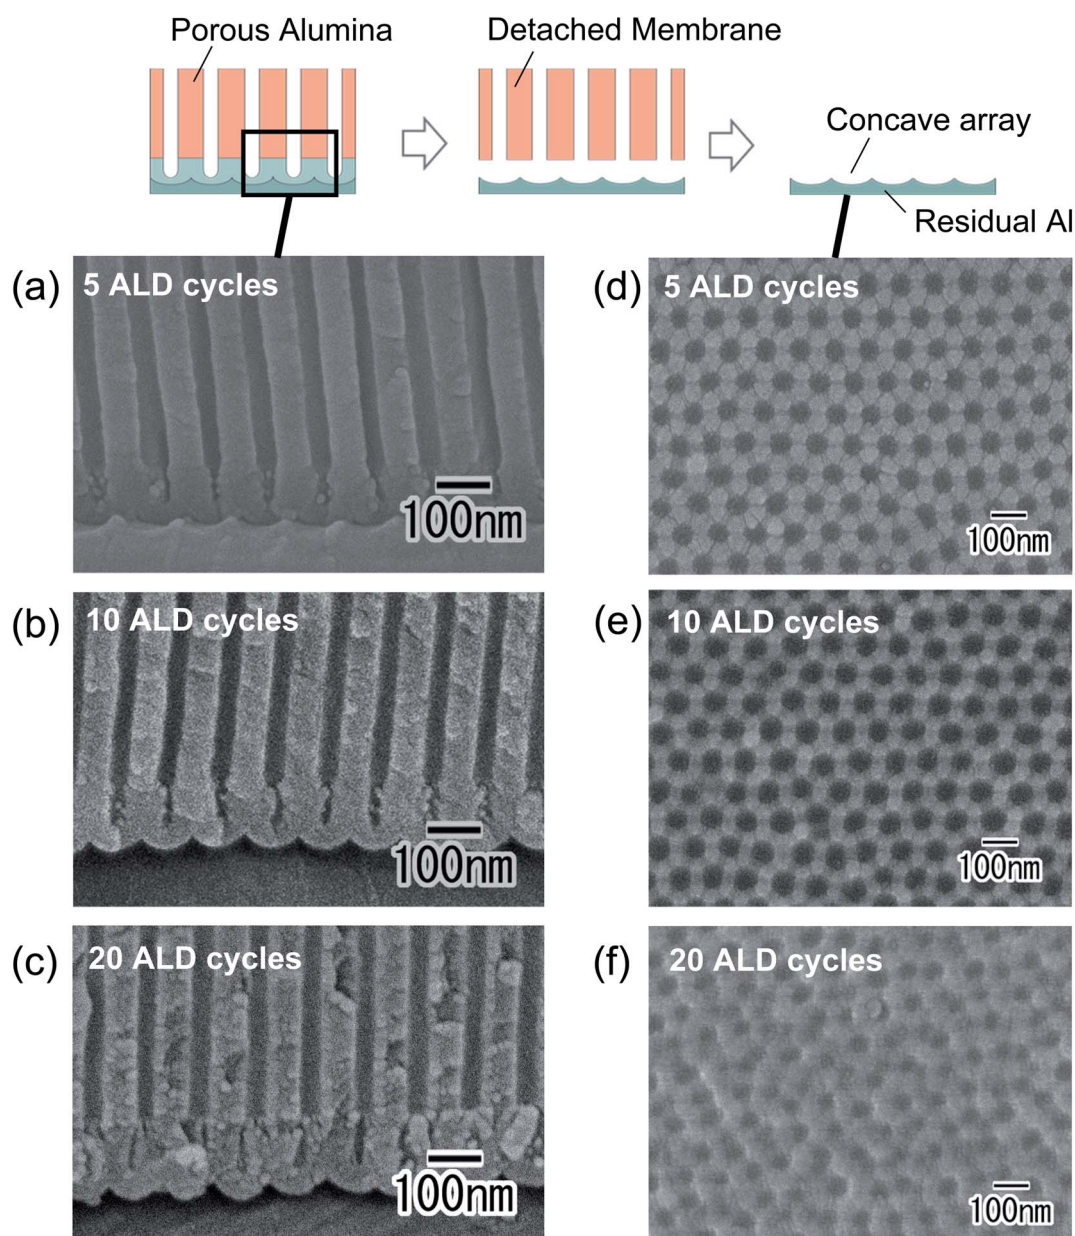 Porous Alumina
Detached Membrane
Concave array
Residual Al
(a)
5 ALD cycles
100nm
(d)
5 ALD cycles
100nm
(b)
10 ALD cycles
100nm
(e)
10 ALD cycles
100nm
(c)
20 ALD cycles
100nm
(f)
20 ALD cycles
100nm